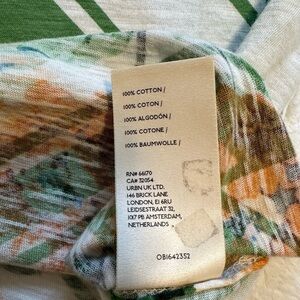 100% COTTON /
100% COTON /
100% ALGODÓN /
100% COTONE /
100% BAUMWOLLE /
RN# 66170
CA# 32054
URBN UK LTD,
146 BRICK LANE
LONDON, E1 6RU
LEIDSESTRAAT 32,
1017 PB AMSTERDAM,
NETHERLANDS
OB1642352